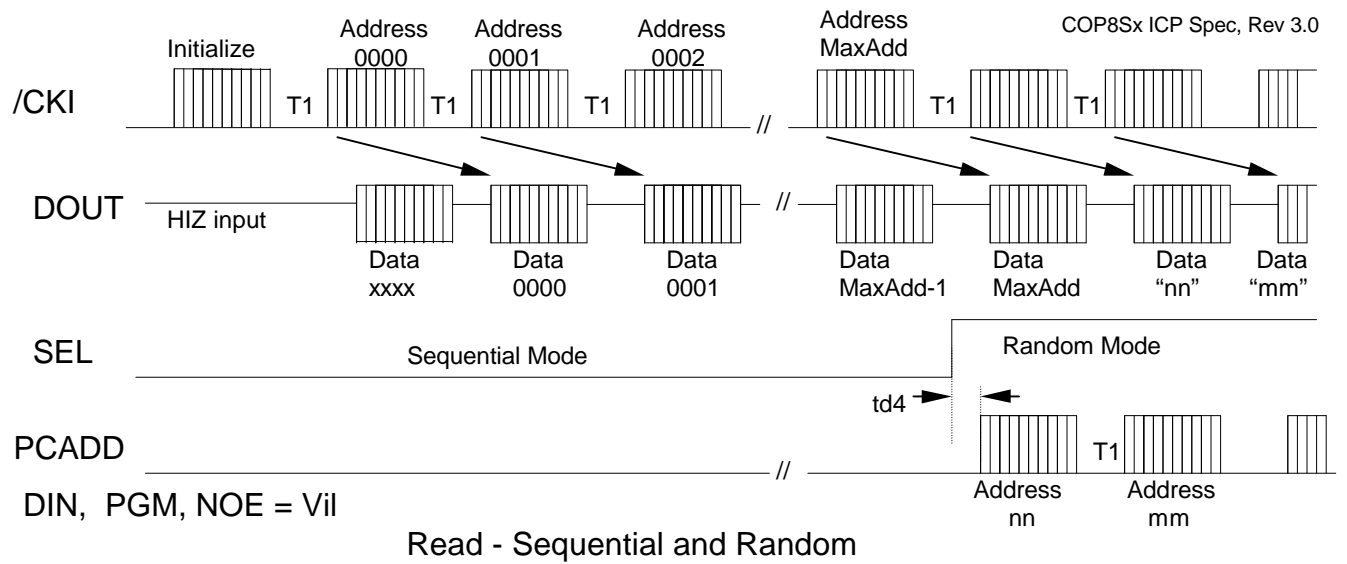 COP8Sx ICP Spec, Rev 3.0
Initialize
Address
0000
Address
0001
Address
0002
Address
MaxAdd
/CKI
T1
T1
T1
//
T1
T1
DOUT
HIZ input
//
Data
xxxx
Data
0000
Data
0001
Data
MaxAdd-1
Data
MaxAdd
Data
“nn”
Data
“mm”
SEL
Sequential Mode
Random Mode
td4
PCADD
//
T1
Address
nn
Address
mm
DIN, PGM, NOE = Vil
Read - Sequential and Random